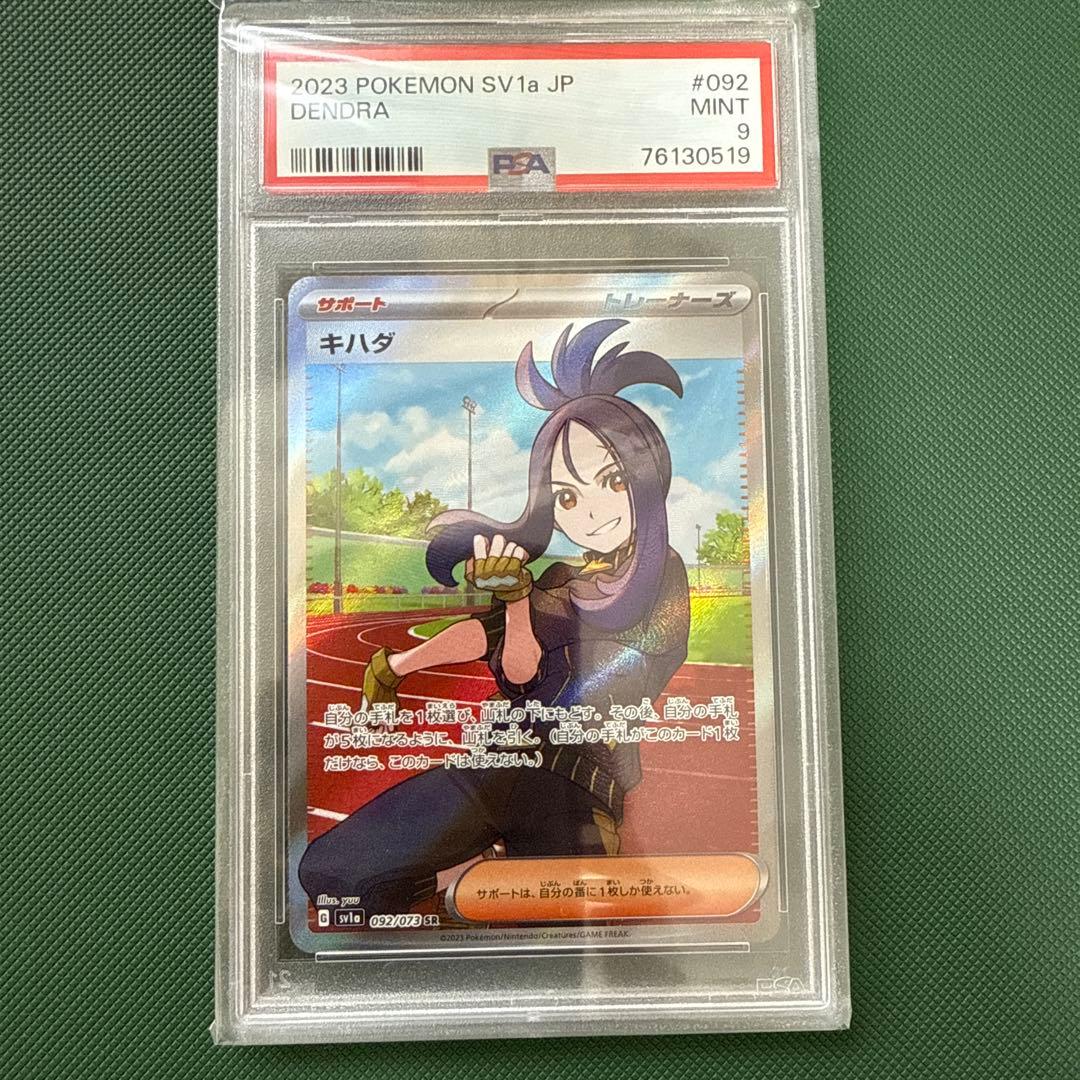 2023 POKEMON SV1a JP #092
DENDRA MINT
9
PSA 76130519
サポート トレーナーズ
キハダ
自分の手札を1枚選び、山札の下にもどす。その後、自分の手札
が5枚になるように、山札を引く。（自分の手札がこのカード1枚
だけなら、このカードは使えない。）
サポートは、自分の番に1枚しか使えない。
Illus. yuu
G sv1a 092/073 SR
©2023 Pokémon/Nintendo/Creatures/GAME FREAK.
PSA